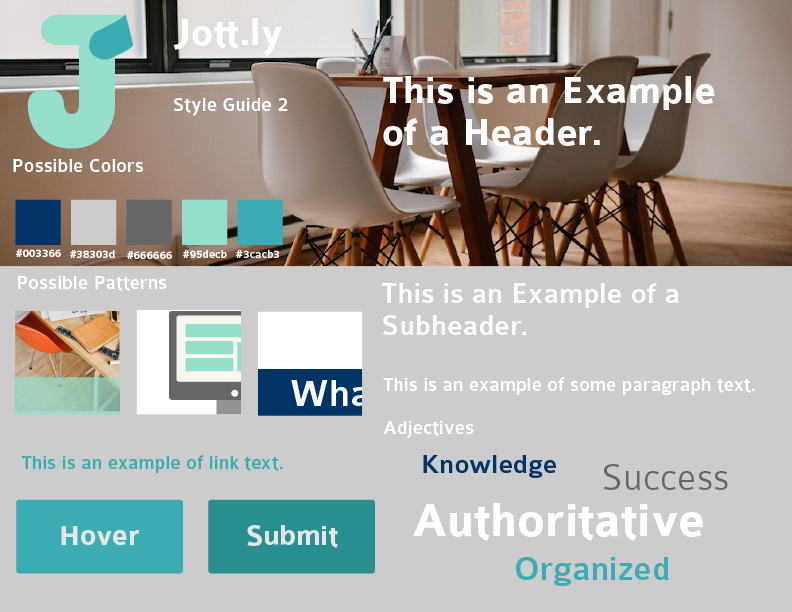 Jott.ly
Style Guide 2
This is an Example
of a Header.
Possible Colors
#003366 #38303d #666666 #95decb #3cacb3
Possible Patterns
Wha
This is an Example of a
Subheader.
This is an example of some paragraph text.
Adjectives
Knowledge
Success
Authoritative
Organized
This is an example of link text.
Hover
Submit